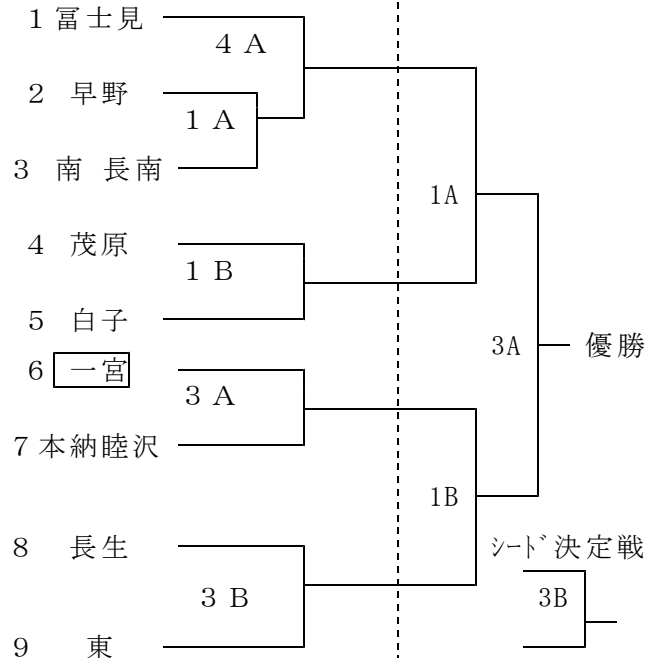 1 冨士見
4 A
2 早野
1 A
3 南 長南
1A
4 茂原
1 B
5 白子
3A 優勝
6 一宮
3 A
7 本納睦沢
1B
8 長生
シード決定戦
3 B
3B
9 東